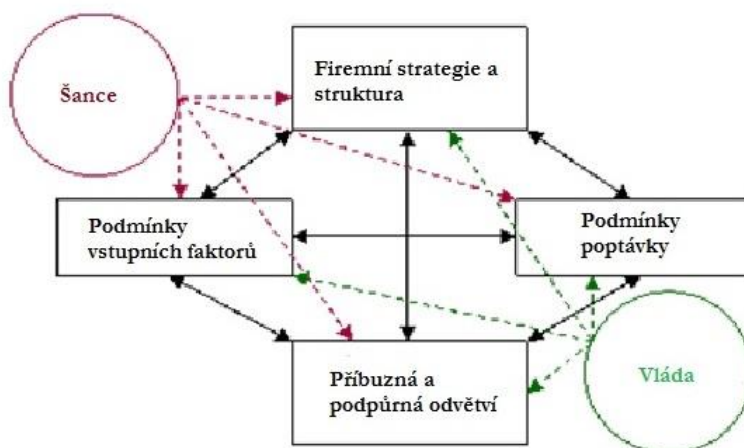 Firemní strategie a
struktura
Šance
Podmínky
vstupních faktorů
Podmínky
poptávky
Příbuzná a
podpůrná odvětví
Vláda